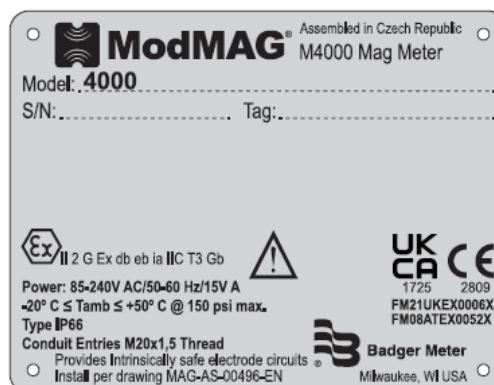 ModMAG® Assembled in Czech Republic
M4000 Mag Meter
Model: 4000
S/N: Tag:
Ex II 2 G Ex db eb ia IIC T3 Gb
UK CA CE
1725 2809
Power: 85-240V AC/50-60 Hz/15V A
FM21UKEX0006X
-20° C ≤ Tamb ≤ +50° C @ 150 psi max.
FM08ATEX0052X
Type IP66
Conduit Entries M20x1,5 Thread
Provides Intrinsically safe electrode circuits
Install per drawing MAG-AS-00496-EN
® Badger Meter
Milwaukee, WI USA